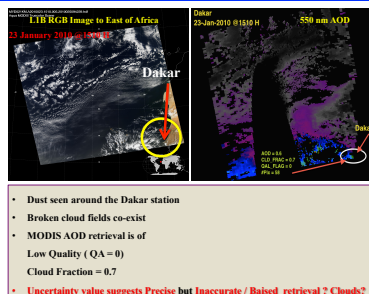 L1B RGB Image to East of Africa
23 January 2010 @1510 H
Dakar
Dakar
23-Jan-2010 @1510 H
550 nm AOD
Daka
AOD = 0.6
CLD_FRAC = 0.7
QAL_FLAG = 0
#Pix = 58
• Dust seen around the Dakar station
• Broken cloud fields co-exist
• MODIS AOD retrieval is of
Low Quality ( QA = 0)
Cloud Fraction = 0.7
• Uncertainty value suggests Precise but Inaccurate / Baised retrieval ? Clouds?